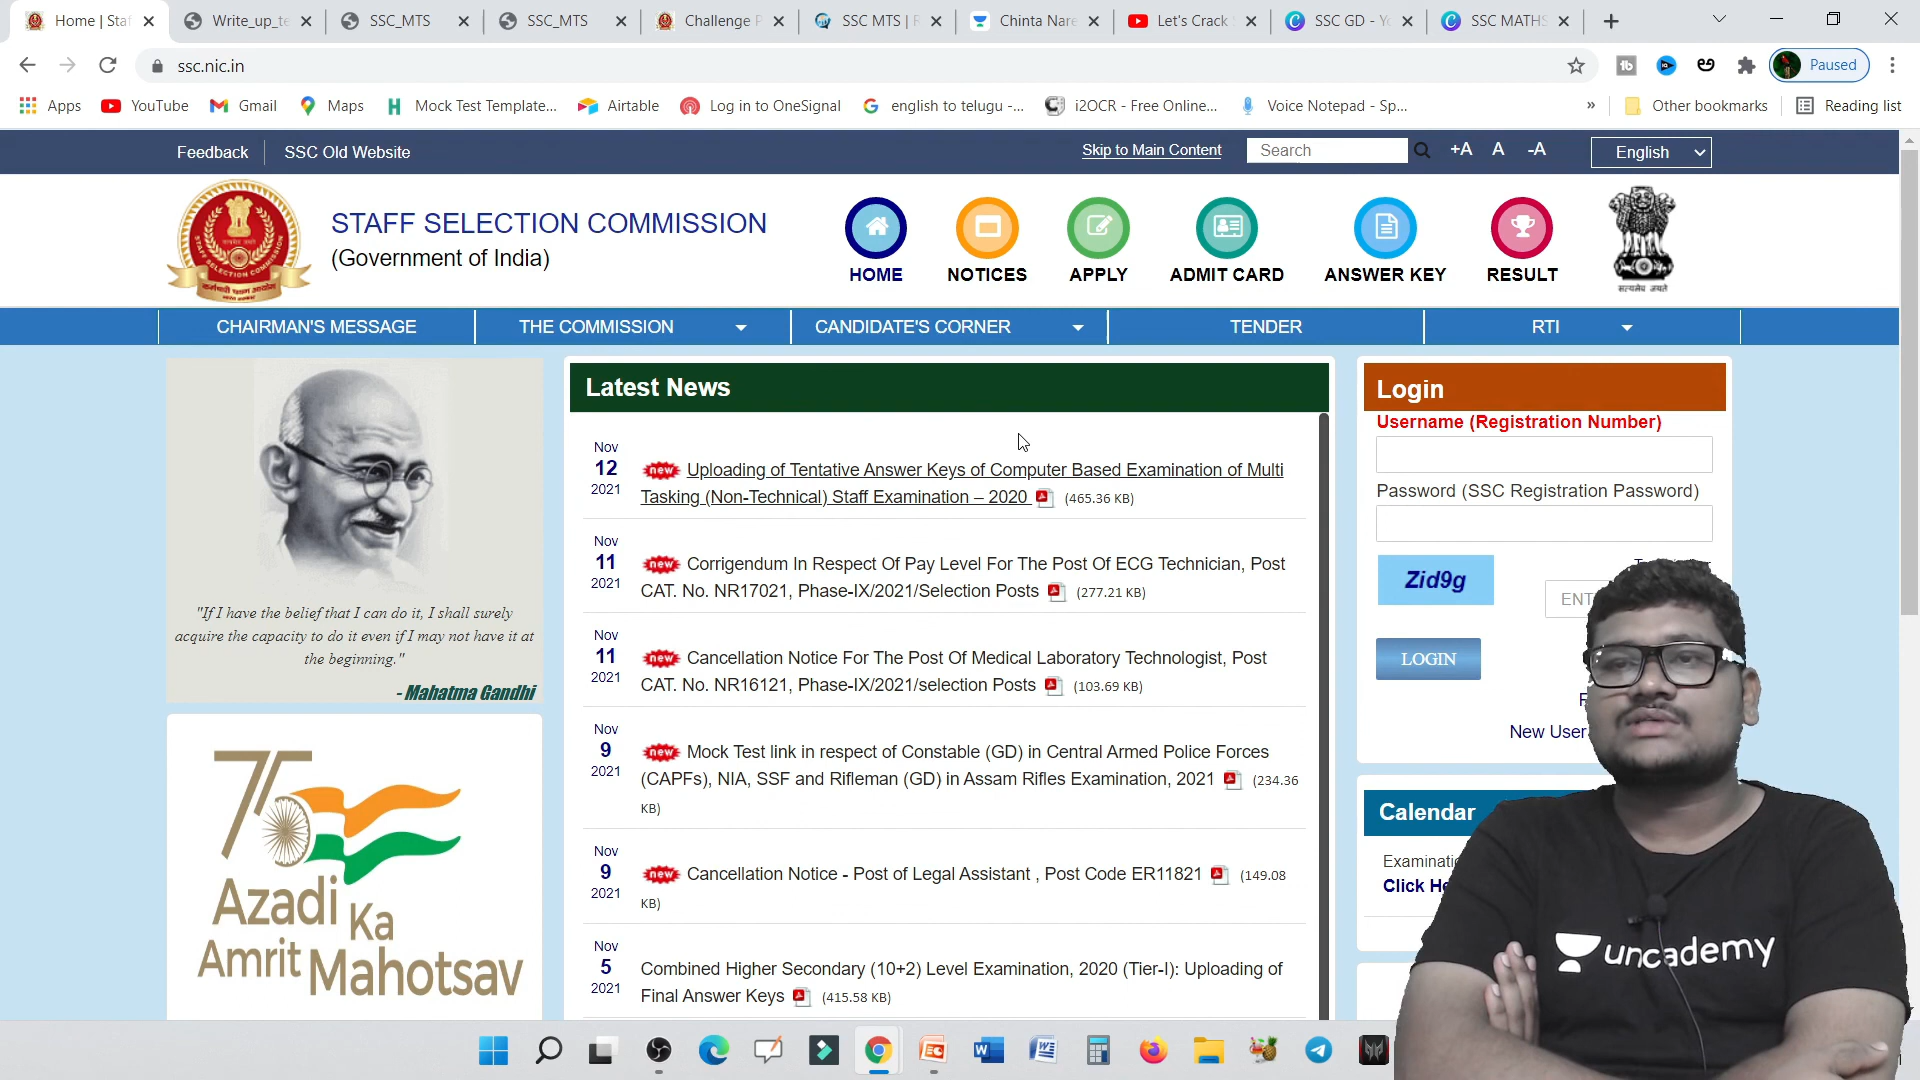 Home | Staf
Write_up_te
SSC_MTS
SSC_MTS
Challenge P
SSC MTS | R
Chinta Nare
Let's Crack
SSC GD - Yo
SSC MATHS
ssc.nic.in
Paused
Apps
YouTube
Gmail
Maps
Mock Test Template...
Airtable
Log in to OneSignal
english to telugu -...
i2OCR - Free Online...
Voice Notepad - Sp...
»
Other bookmarks
Reading list
Feedback
SSC Old Website
Skip to Main Content
Search
+A A -A
English
STAFF SELECTION COMMISSION
(Government of India)
HOME
NOTICES
APPLY
ADMIT CARD
ANSWER KEY
RESULT
सत्यमेव जयते
CHAIRMAN'S MESSAGE
THE COMMISSION
CANDIDATE'S CORNER
TENDER
RTI
"If I have the belief that I can do it, I shall surely
acquire the capacity to do it even if I may not have it at
the beginning."
- Mahatma Gandhi
75
Azadi Ka
Amrit Mahotsav
Latest News
Nov
12
2021
new Uploading of Tentative Answer Keys of Computer Based Examination of Multi
Tasking (Non-Technical) Staff Examination – 2020 (465.36 KB)
Nov
11
2021
new Corrigendum In Respect Of Pay Level For The Post Of ECG Technician, Post
CAT. No. NR17021, Phase-IX/2021/Selection Posts (277.21 KB)
Nov
11
2021
new Cancellation Notice For The Post Of Medical Laboratory Technologist, Post
CAT. No. NR16121, Phase-IX/2021/selection Posts (103.69 KB)
Nov
9
2021
new Mock Test link in respect of Constable (GD) in Central Armed Police Forces
(CAPFs), NIA, SSF and Rifleman (GD) in Assam Rifles Examination, 2021 (234.36
KB)
Nov
9
2021
new Cancellation Notice - Post of Legal Assistant , Post Code ER11821 (149.08
KB)
Nov
5
2021
Combined Higher Secondary (10+2) Level Examination, 2020 (Tier-I): Uploading of
Final Answer Keys (415.58 KB)
Login
Username (Registration Number)
Password (SSC Registration Password)
Zid9g
ENT
LOGIN
New User
Calendar
Examinatio
Click He
unacademy